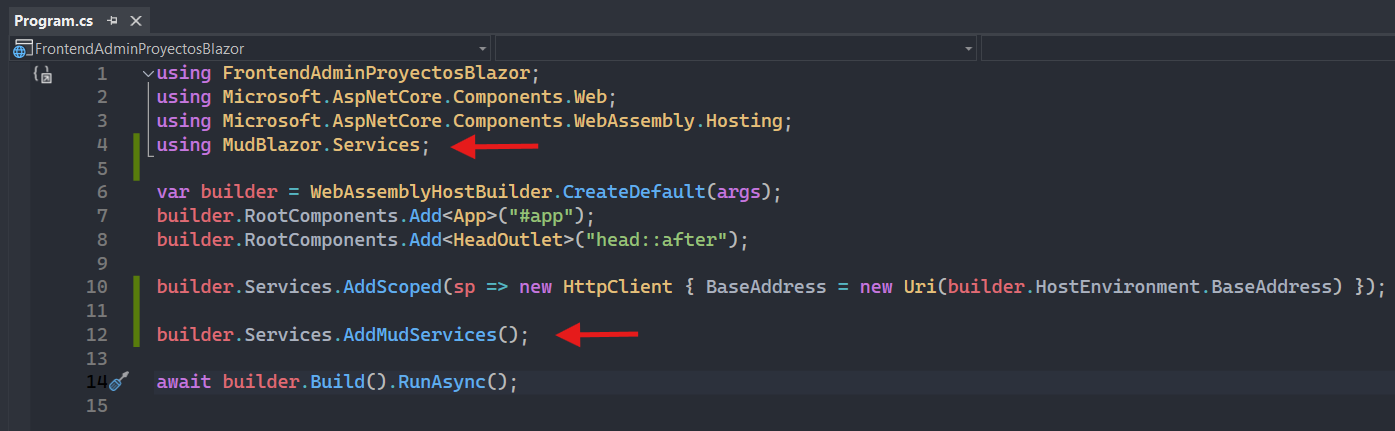 Program.cs
FrontendAdminProyectosBlazor
1 using FrontendAdminProyectosBlazor;
2 using Microsoft.AspNetCore.Components.Web;
3 using Microsoft.AspNetCore.Components.WebAssembly.Hosting;
4 using MudBlazor.Services;
5
6 var builder = WebAssemblyHostBuilder.CreateDefault(args);
7 builder.RootComponents.Add<App>("#app");
8 builder.RootComponents.Add<HeadOutlet>("head::after");
9
10 builder.Services.AddScoped(sp => new HttpClient { BaseAddress = new Uri(builder.HostEnvironment.BaseAddress) });
11
12 builder.Services.AddMudServices();
13
14 await builder.Build().RunAsync();
15